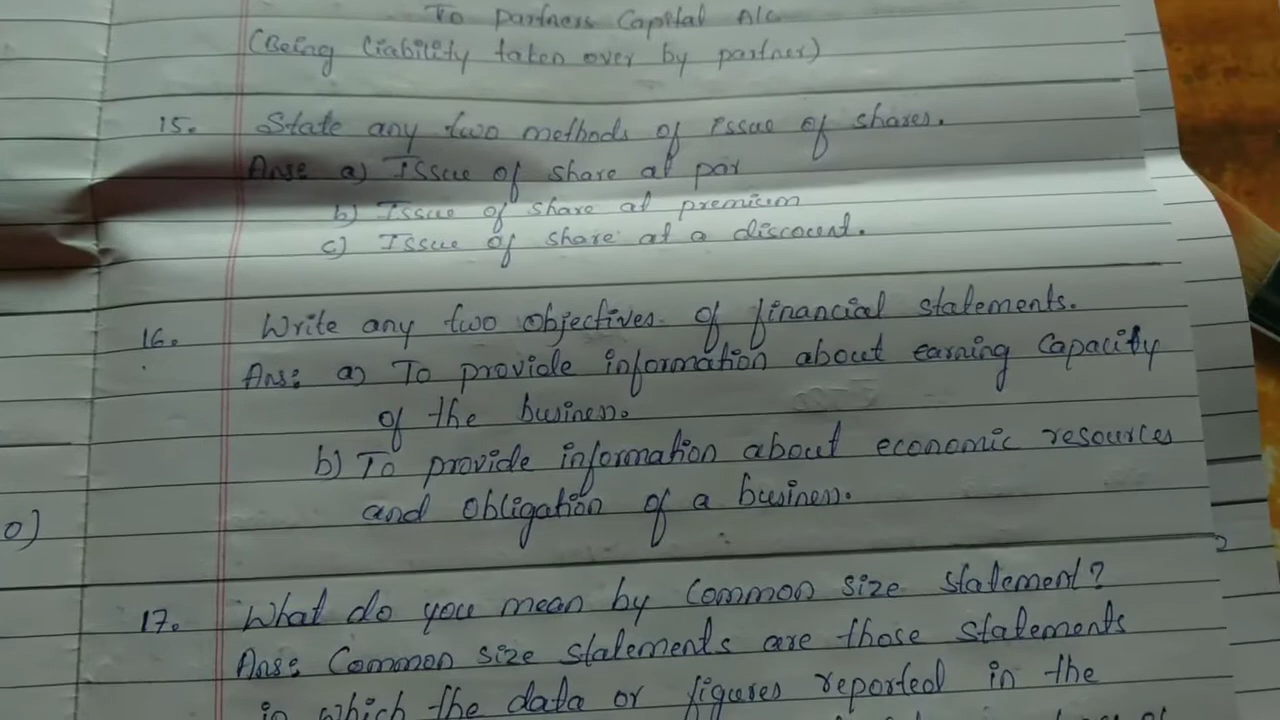 To Partners Capital A/c
(Being liability taken over by partner)
15. State any two methods of issue of shares.
Ans: a) Issue of share at par
b) Issue of share at premium
c) Issue of share at a discount.
16. Write any two objectives of financial statements.
Ans: a) To provide information about earning capacity
of the business.
b) To provide information about economic resources
and obligation of a business.
0)
17. What do you mean by common size statement?
Ans: Common size statements are those statements
in which the data or figures reported in the